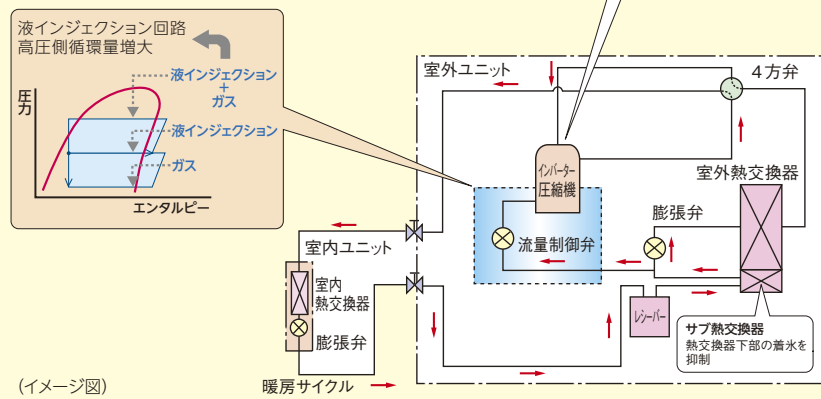 液インジェクション回路
高圧側循環量増大
液インジェクション
+
ガス
圧力
液インジェクション
ガス
エンタルピー
室外ユニット
4方弁
インバーター
圧縮機
室外熱交換器
膨張弁
流量制御弁
室内ユニット
室内
熱交換器
膨張弁
レシーバー
サブ熱交換器
熱交換器下部の着氷を
抑制
(イメージ図)
暖房サイクル